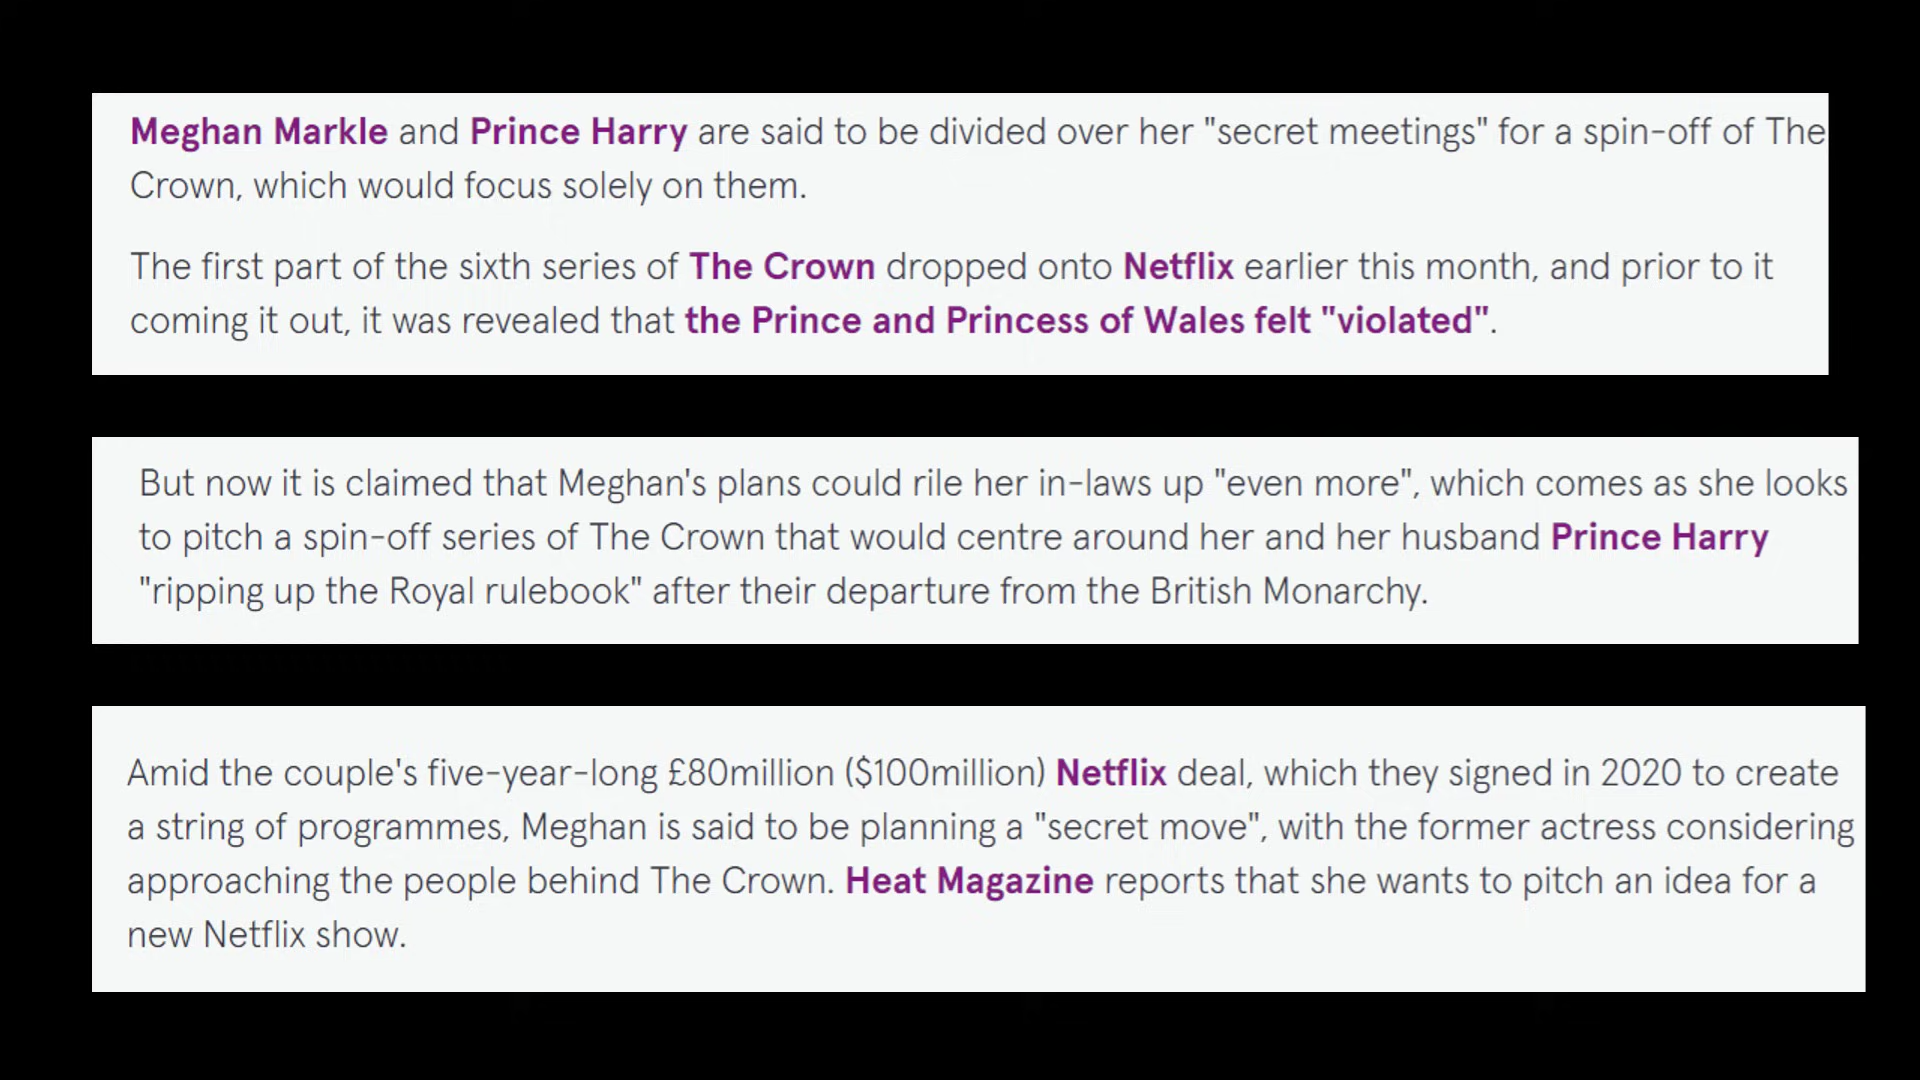 Meghan Markle and Prince Harry are said to be divided over her "secret meetings" for a spin-off of The
Crown, which would focus solely on them.
The first part of the sixth series of The Crown dropped onto Netflix earlier this month, and prior to it
coming it out, it was revealed that the Prince and Princess of Wales felt "violated".
But now it is claimed that Meghan's plans could rile her in-laws up "even more", which comes as she looks
to pitch a spin-off series of The Crown that would centre around her and her husband Prince Harry
"ripping up the Royal rulebook" after their departure from the British Monarchy.
Amid the couple's five-year-long £80million ($100million) Netflix deal, which they signed in 2020 to create
a string of programmes, Meghan is said to be planning a "secret move", with the former actress considering
approaching the people behind The Crown. Heat Magazine reports that she wants to pitch an idea for a
new Netflix show.